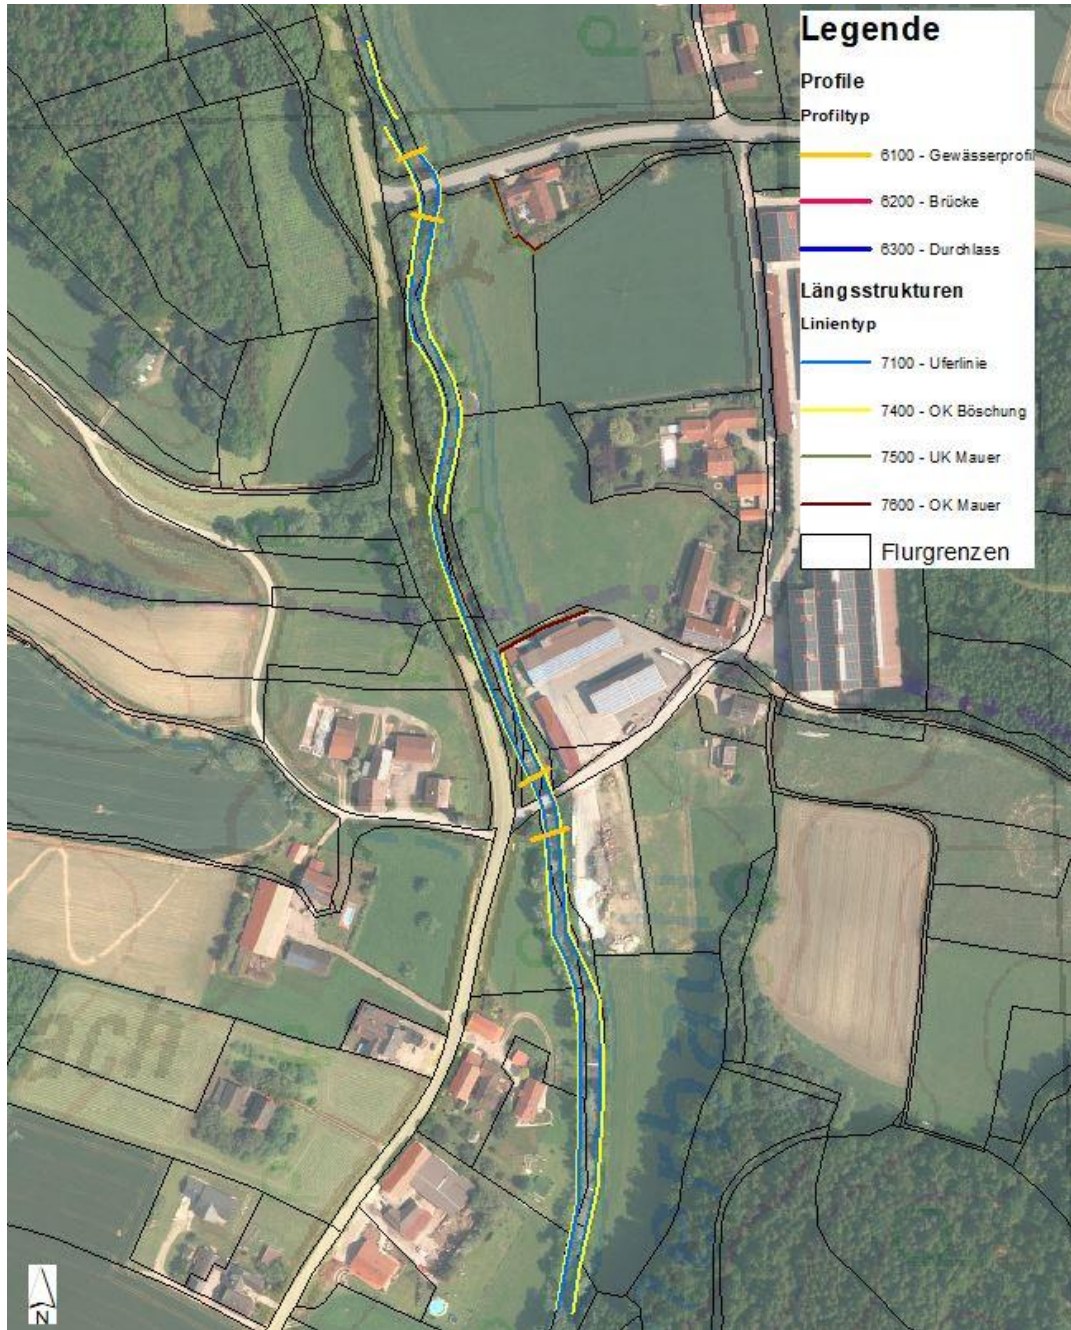 Legende
Profile
Profiltyp
6100 - Gewässerprofil
6200 - Brücke
6300 - Durchlass
Längsstrukturen
Linientyp
7100 - Uferlinie
7400 - OK Böschung
7500 - UK Mauer
7600 - OK Mauer
Flurgrenzen
ach
N